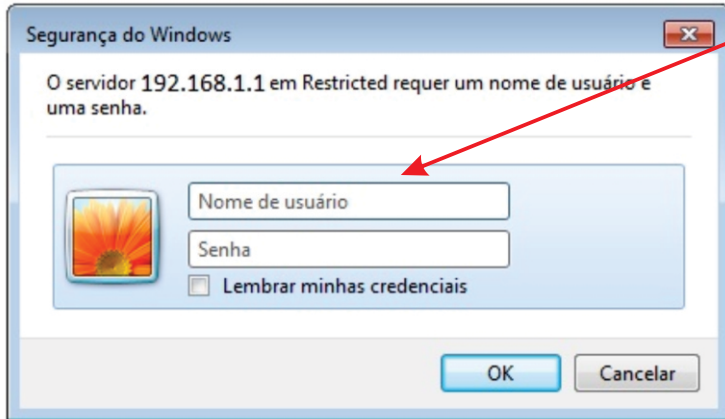 Segurança do Windows
O servidor 192.168.1.1 em Restricted requer um nome de usuário e
uma senha.
Nome de usuário
Senha
Lembrar minhas credenciais
OK
Cancelar